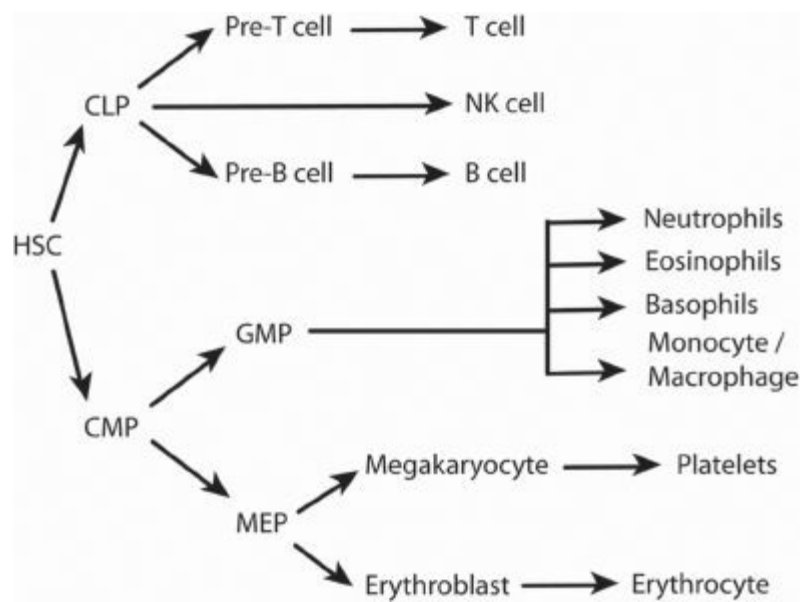 Pre-T cell
T cell
CLP
NK cell
Pre-B cell
B cell
HSC
Neutrophils
Eosinophils
Basophils
GMP
Monocyte /
Macrophage
CMP
Megakaryocyte
Platelets
MEP
Erythroblast
Erythrocyte